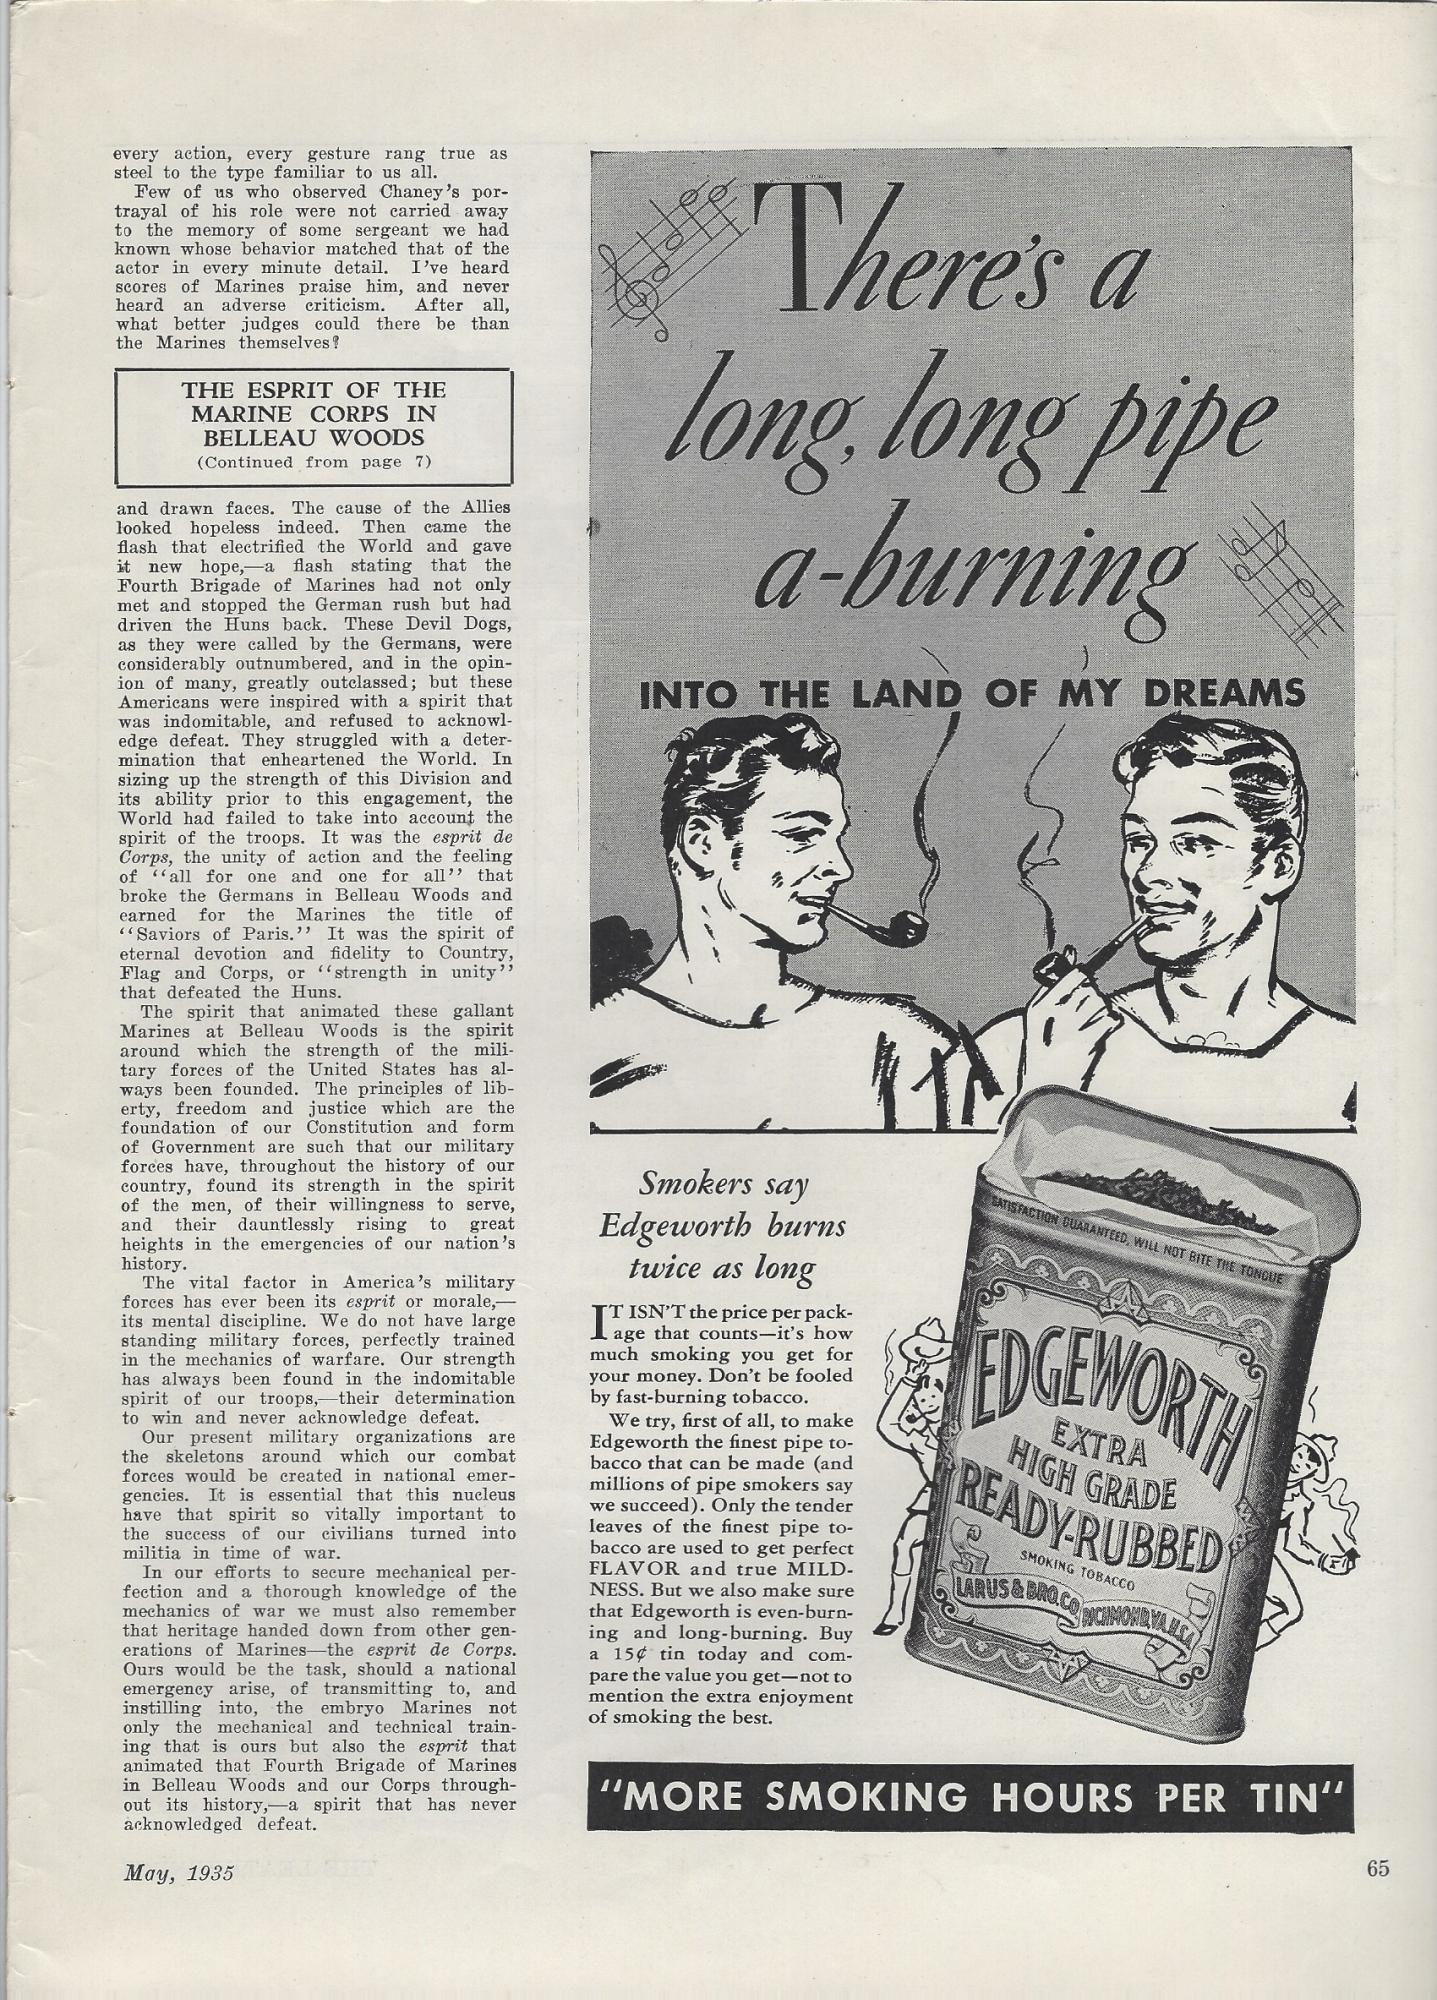 every action, every gesture rang true as
steel to the type familiar to us all.
Few of us who observed Chaney's por-
trayal of his role were not carried away
to the memory of some sergeant we had
known whose behavior matched that of the
actor in every minute detail. I've heard
scores of Marines praise him, and never
heard an adverse criticism. After all,
what better judges could there be than
the Marines themselves?
THE ESPRIT OF THE
MARINE CORPS IN
BELLEAU WOODS
(Continued from page 7)
and drawn faces. The cause of the Allies
looked hopeless indeed. Then came the
flash that electrified the World and gave
it new hope,—a flash stating that the
Fourth Brigade of Marines had not only
met and stopped the German rush but had
driven the Huns back. These Devil Dogs,
as they were called by the Germans, were
considerably outnumbered, and in the opin-
ion of many, greatly outclassed; but these
Americans were inspired with a spirit that
was indomitable, and refused to acknowl-
edge defeat. They struggled with a deter-
mination that enheartened the World. In
sizing up the strength of this Division and
its ability prior to this engagement, the
World had failed to take into account the
spirit of the troops. It was the esprit de
Corps, the unity of action and the feeling
of ''all for one and one for all'' that
broke the Germans in Belleau Woods and
earned for the Marines the title of
''Saviors of Paris.'' It was the spirit of
eternal devotion and fidelity to Country,
Flag and Corps, or ''strength in unity''
that defeated the Huns.
The spirit that animated these gallant
Marines at Belleau Woods is the spirit
around which the strength of the mili-
tary forces of the United States has al-
ways been founded. The principles of lib-
erty, freedom and justice which are the
foundation of our Constitution and form
of Government are such that our military
forces have, throughout the history of our
country, found its strength in the spirit
of the men, of their willingness to serve,
and their dauntlessly rising to great
heights in the emergencies of our nation's
history.
The vital factor in America's military
forces has ever been its esprit or morale,—
its mental discipline. We do not have large
standing military forces, perfectly trained
in the mechanics of warfare. Our strength
has always been found in the indomitable
spirit of our troops,—their determination
to win and never acknowledge defeat.
Our present military organizations are
the skeletons around which our combat
forces would be created in national emer-
gencies. It is essential that this nucleus
have that spirit so vitally important to
the success of our civilians turned into
militia in time of war.
In our efforts to secure mechanical per-
fection and a thorough knowledge of the
mechanics of war we must also remember
that heritage handed down from other gen-
erations of Marines—the esprit de Corps.
Ours would be the task, should a national
emergency arise, of transmitting to, and
instilling into, the embryo Marines not
only the mechanical and technical train-
ing that is ours but also the esprit that
animated that Fourth Brigade of Marines
in Belleau Woods and our Corps through-
out its history,—a spirit that has never
acknowledged defeat.
There's a
long, long pipe
a-burning
INTO THE LAND OF MY DREAMS
Smokers say
Edgeworth burns
twice as long
IT ISN'T the price per pack-
age that counts—it's how
much smoking you get for
your money. Don't be fooled
by fast-burning tobacco.
We try, first of all, to make
Edgeworth the finest pipe to-
bacco that can be made (and
millions of pipe smokers say
we succeed). Only the tender
leaves of the finest pipe to-
bacco are used to get perfect
FLAVOR and true MILD-
NESS. But we also make sure
that Edgeworth is even-burn-
ing and long-burning. Buy
a 15¢ tin today and com-
pare the value you get—not to
mention the extra enjoyment
of smoking the best.
SATISFACTION GUARANTEED, WILL NOT BITE THE TONGUE
EDGEWORTH
EXTRA
HIGH GRADE
READY-RUBBED
SMOKING TOBACCO
LARUS & BRO. CO. RICHMOND, VA. U.S.A.
"MORE SMOKING HOURS PER TIN"
May, 1935
65